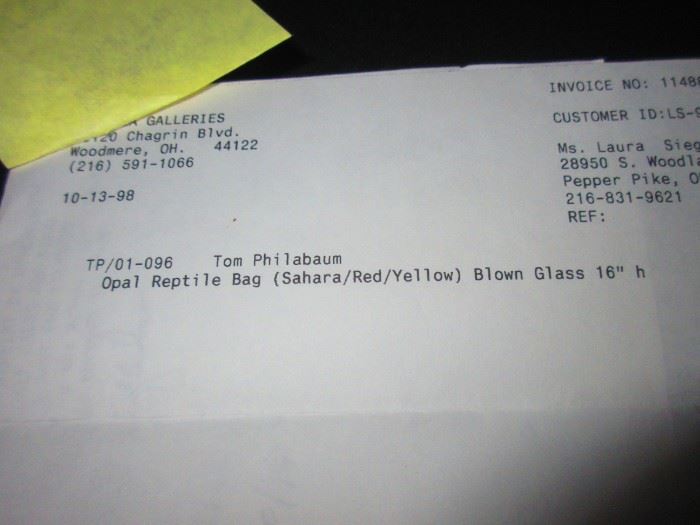 GALLERIES
Chagrin Blvd.
Woodmere, OH. 44122
(216) 591-1066
10-13-98
INVOICE NO: 1148
CUSTOMER ID:LS-
Ms. Laura Sieg
28950 S. Woodla
Pepper Pike, O
216-831-9621
REF:
TP/01-096 Tom Philabaum
Opal Reptile Bag (Sahara/Red/Yellow) Blown Glass 16" h